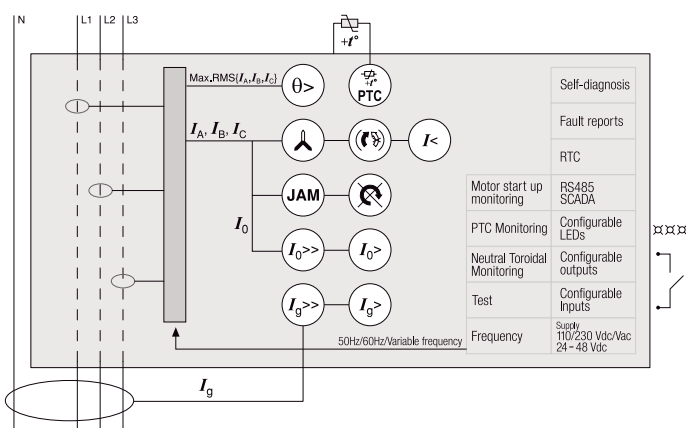 N
L1
L2
L3
+t°
Max.RMS{IA,IB,IC}
θ>
+t°
PTC
Self-diagnosis
Fault reports
IA, IB, IC
I<
RTC
Motor start up
monitoring
RS485
SCADA
JAM
PTC Monitoring
Configurable
LEDs
I0
I0>>
I0>
Neutral Toroidal
Monitoring
Configurable
outputs
Ig>>
Ig>
Test
Configurable
Inputs
50Hz/60Hz/Variable frequency
Frequency
Supply
110/230 Vdc/Vac
24 – 48 Vdc
Ig